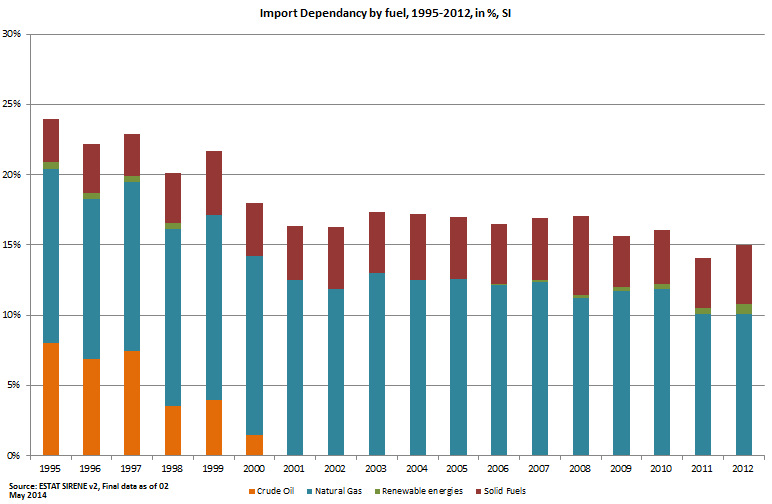 Import Dependancy by fuel, 1995-2012, in %, SI
30%
25%
20%
15%
10%
5%
0%
1995 1996 1997 1998 1999 2000 2001 2002 2003 2004 2005 2006 2007 2008 2009 2010 2011 2012
Source: ESTAT SIRENE v2, Final data as of 02
May 2014
Crude Oil Natural Gas Renewable energies Solid Fuels